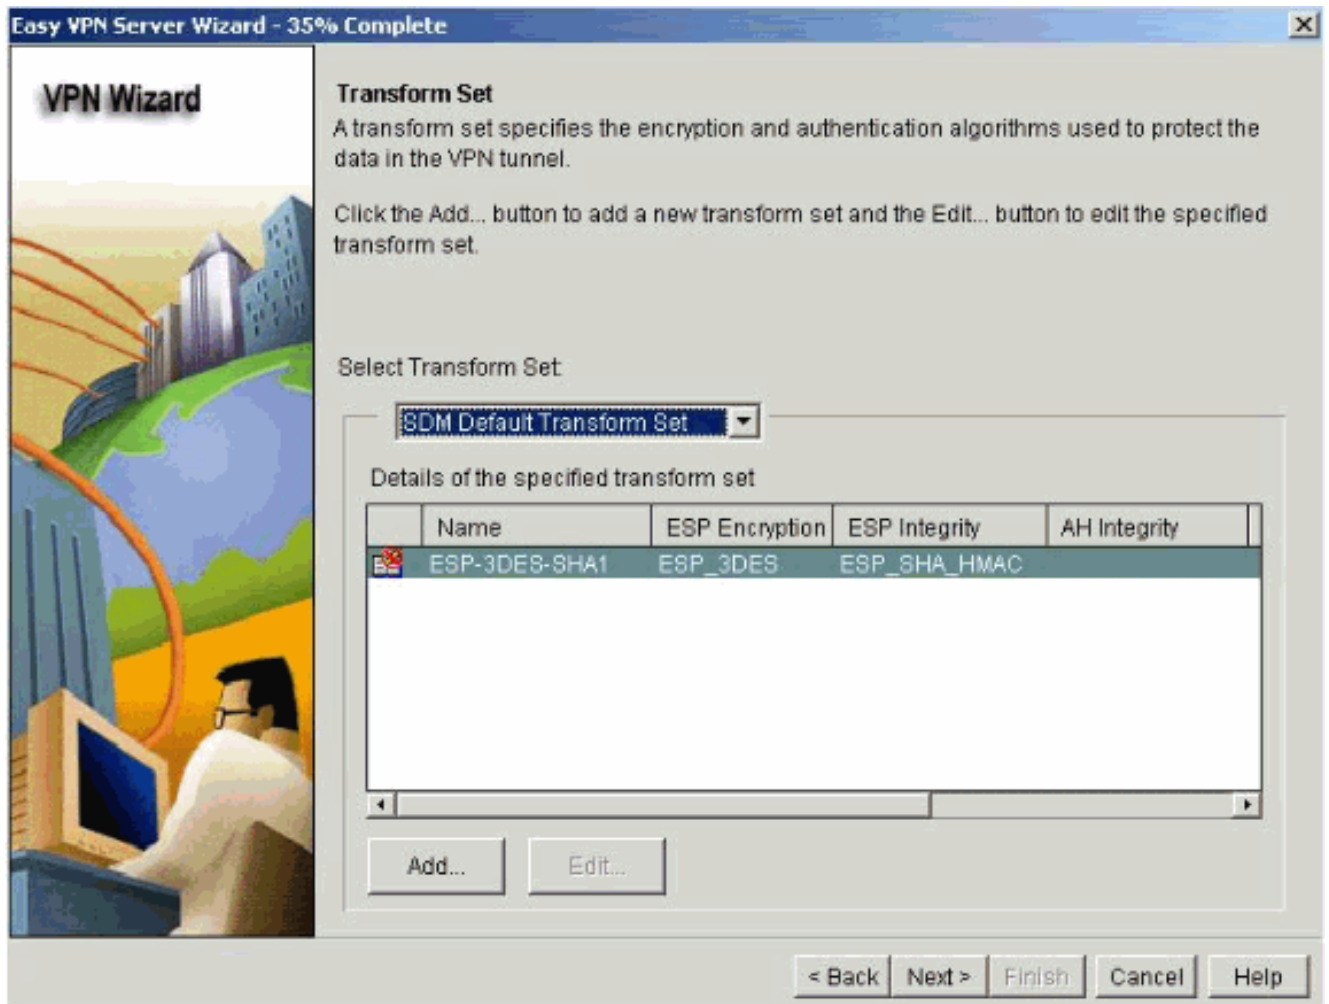 Easy VPN Server Wizard - 35% Complete
VPN Wizard
Transform Set
A transform set specifies the encryption and authentication algorithms used to protect the
data in the VPN tunnel.
Click the Add... button to add a new transform set and the Edit... button to edit the specified
transform set.
Select Transform Set:
SDM Default Transform Set
Details of the specified transform set
Name ESP Encryption ESP Integrity AH Integrity
ESP-3DES-SHA1 ESP_3DES ESP_SHA_HMAC
Add... Edit...
< Back Next > Finish Cancel Help